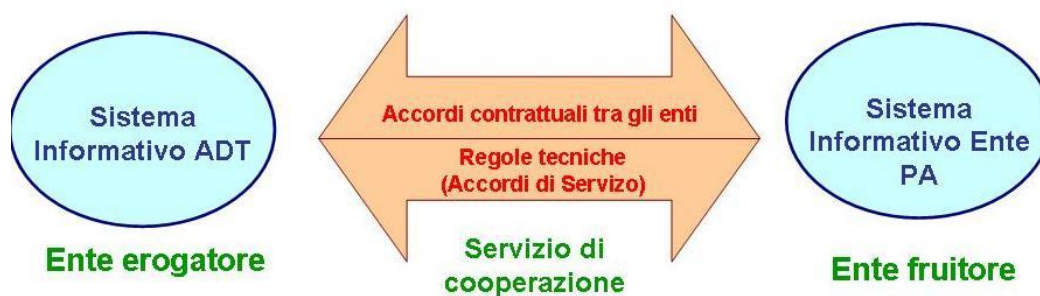 Sistema
Informativo ADT
Ente erogatore
Accordi contrattuali tra gli enti
Regole tecniche
(Accordi di Servizo)
Servizio di
cooperazione
Sistema
Informativo Ente
PA
Ente fruitore